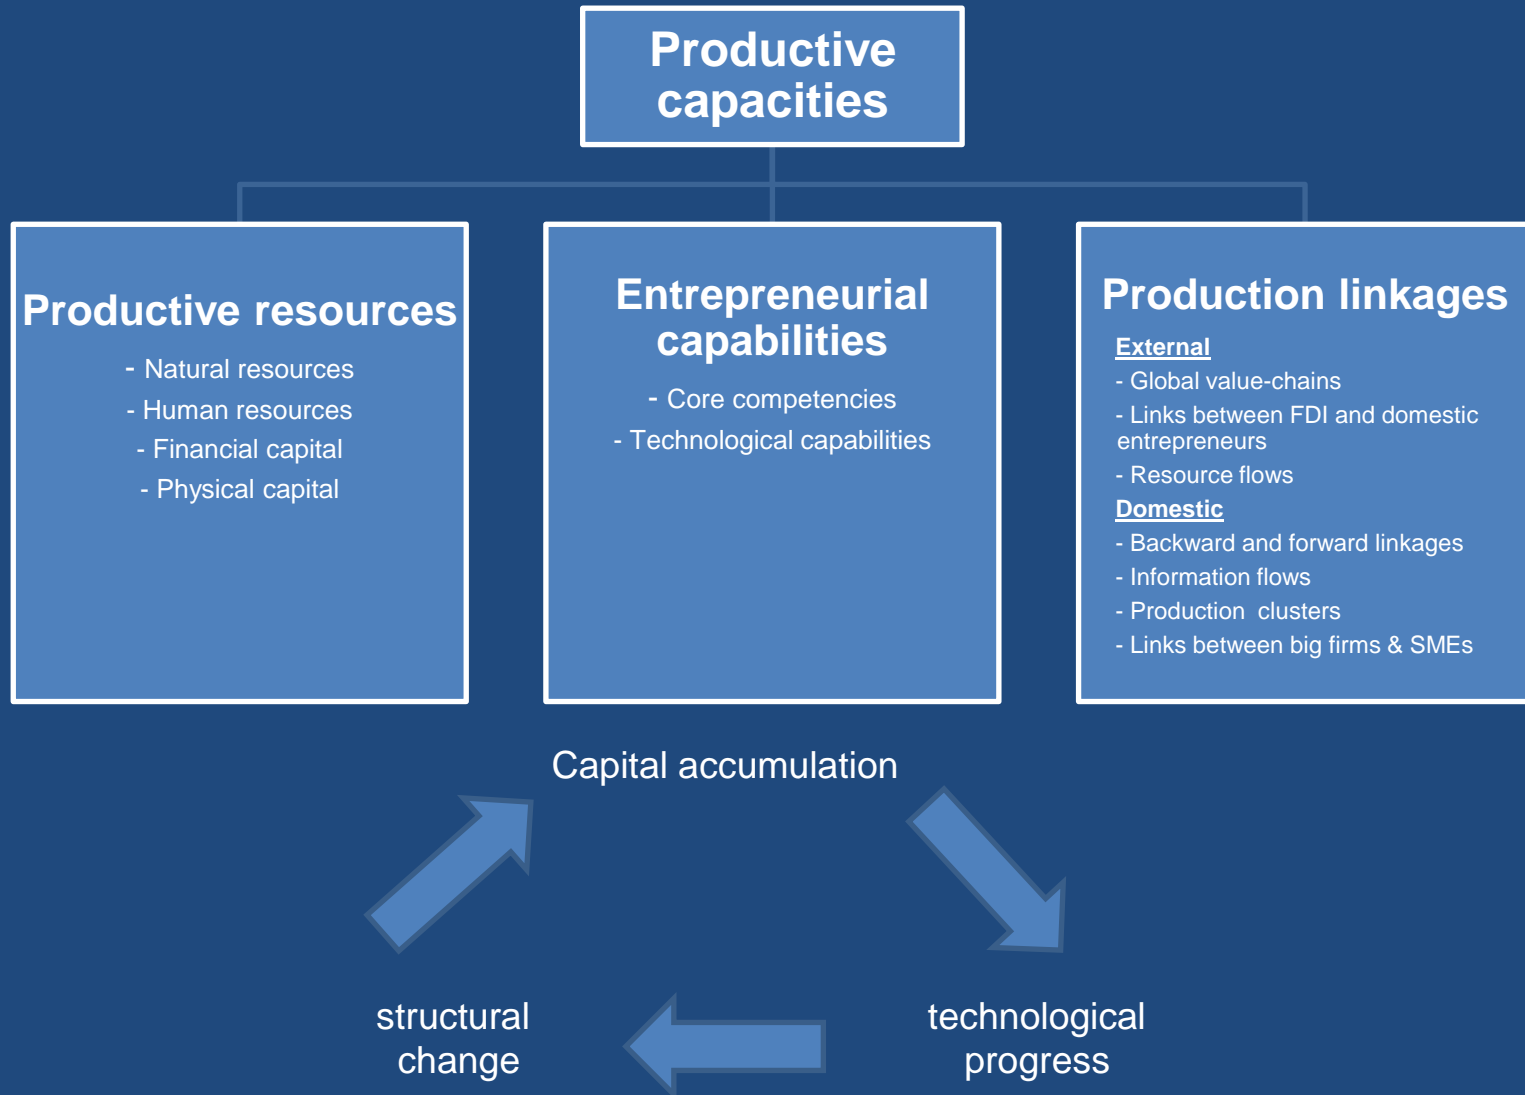 Productive
capacities
Productive resources
- Natural resources
- Human resources
- Financial capital
- Physical capital
Entrepreneurial
capabilities
- Core competencies
- Technological capabilities
Production linkages
External
- Global value-chains
- Links between FDI and domestic
entrepreneurs
- Resource flows
Domestic
- Backward and forward linkages
- Information flows
- Production clusters
- Links between big firms & SMEs
Capital accumulation
structural
change
technological
progress